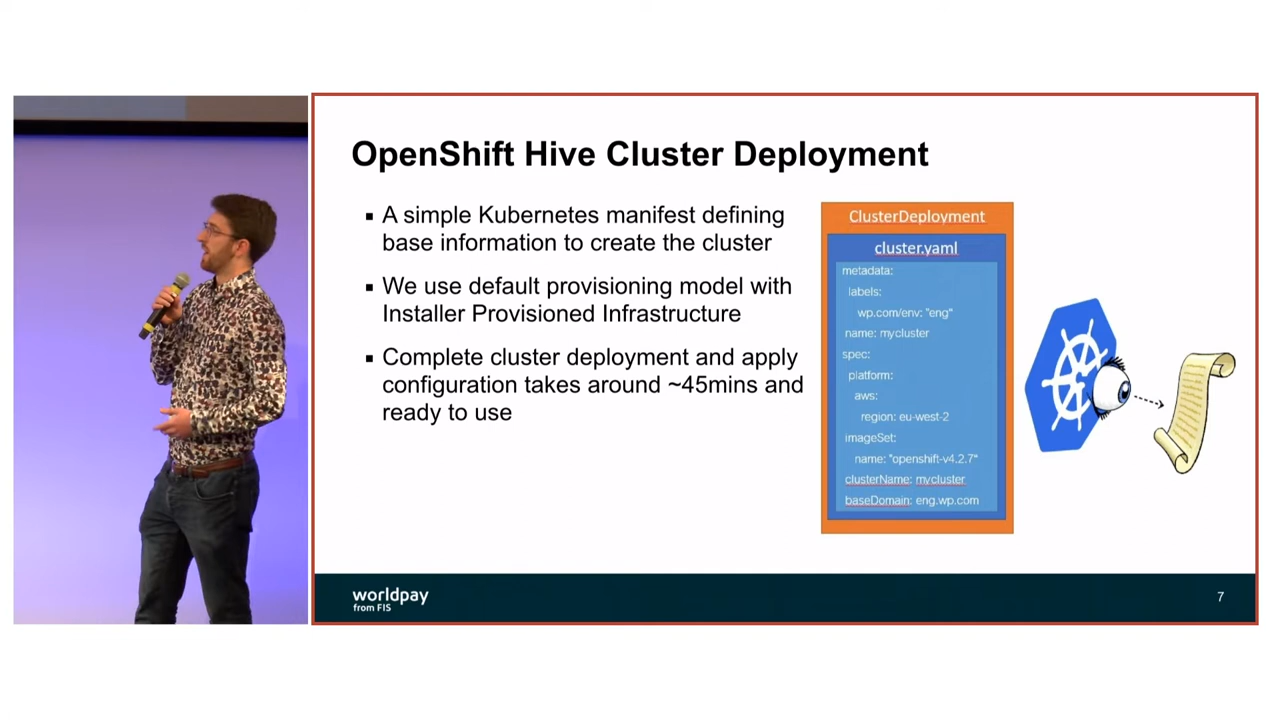 OpenShift Hive Cluster Deployment
▪ A simple Kubernetes manifest defining
base information to create the cluster
▪ We use default provisioning model with
Installer Provisioned Infrastructure
▪ Complete cluster deployment and apply
configuration takes around ~45mins and
ready to use
ClusterDeployment
cluster.yaml
metadata:
labels:
wp.com/env: "eng"
name: mycluster
spec:
platform:
aws:
region: eu-west-2
imageSet:
name: "openshift-v4.2.7"
clusterName: mycluster
baseDomain: eng.wp.com
worldpay
from FIS
7